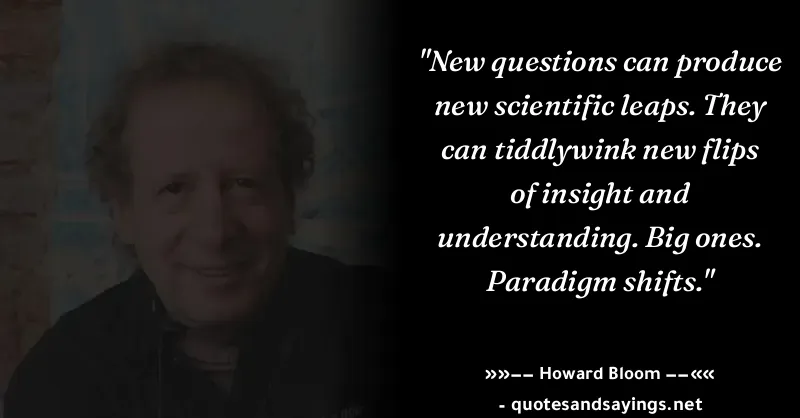 "New questions can produce
new scientific leaps. They
can tiddlywink new flips
of insight and
understanding. Big ones.
Paradigm shifts."
»»–– Howard Bloom ––««
- quotesandsayings.net